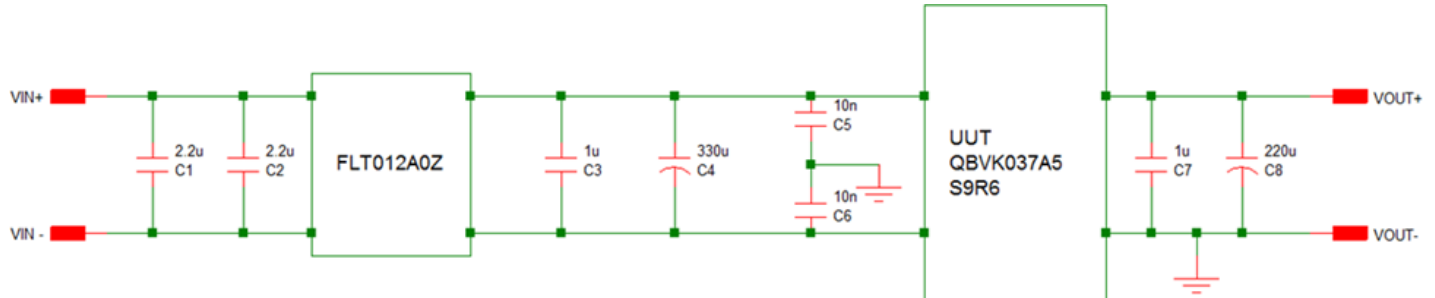 VIN+
VIN -
2.2u
C1
2.2u
C2
FLT012A0Z
1u
C3
330u
C4
10n
C5
10n
C6
UUT
QBVK037A5
S9R6
1u
C7
220u
C8
VOUT+
VOUT-